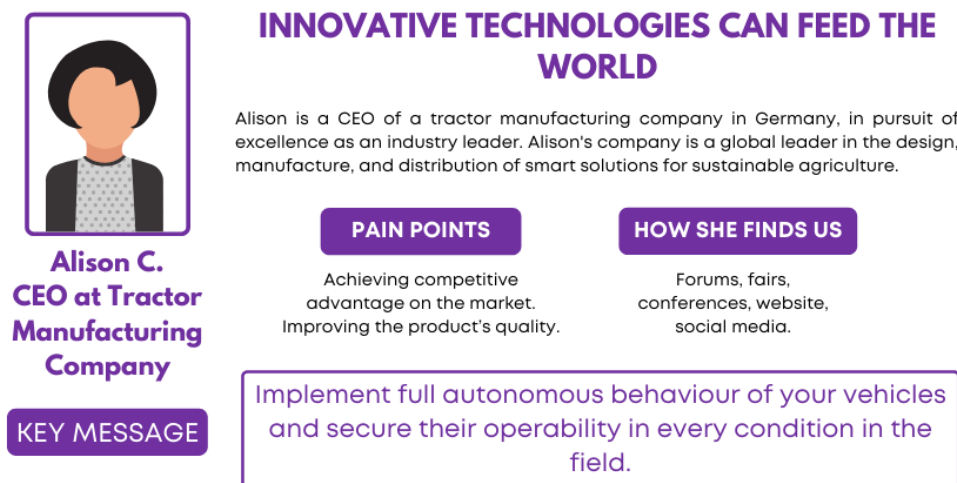 INNOVATIVE TECHNOLOGIES CAN FEED THE
WORLD
Alison is a CEO of a tractor manufacturing company in Germany, in pursuit of
excellence as an industry leader. Alison's company is a global leader in the design,
manufacture, and distribution of smart solutions for sustainable agriculture.
Alison C.
CEO at Tractor
Manufacturing
Company
PAIN POINTS
Achieving competitive
advantage on the market.
Improving the product’s quality.
HOW SHE FINDS US
Forums, fairs,
conferences, website,
social media.
KEY MESSAGE
Implement full autonomous behaviour of your vehicles
and secure their operability in every condition in the
field.